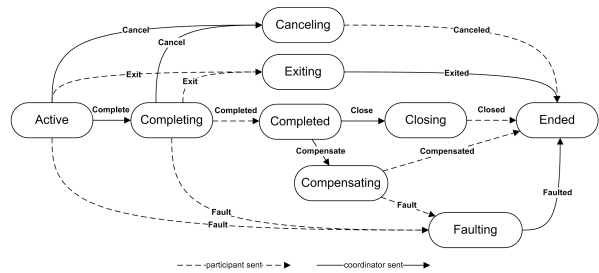 Canceling
Cancel
Canceled
Cancel
Exiting
Exit
Exit
Exited
Active
Complete
Completing
Completed
Completed
Close
Closing
Closed
Ended
Compensate
Compensated
Compensating
Fault
Faulted
Fault
Fault
Faulting
participant sent
coordinator sent